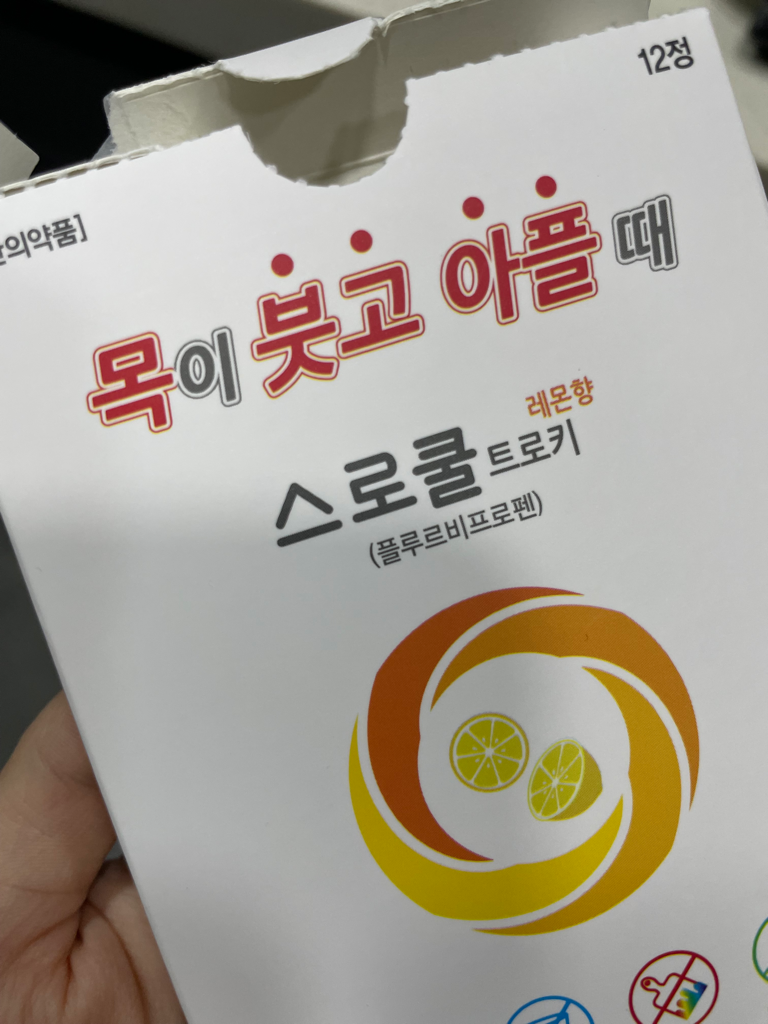 12정
반의약품]
목이 붓고 아플 때
레몬향
스로쿨 트로키
(플루르비프로펜)